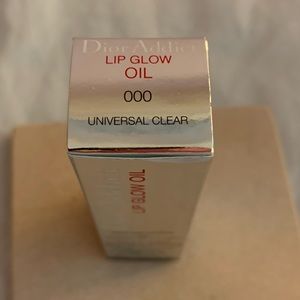 Dior Addict
LIP GLOW
OIL
000
UNIVERSAL CLEAR
LIP GLOW OIL